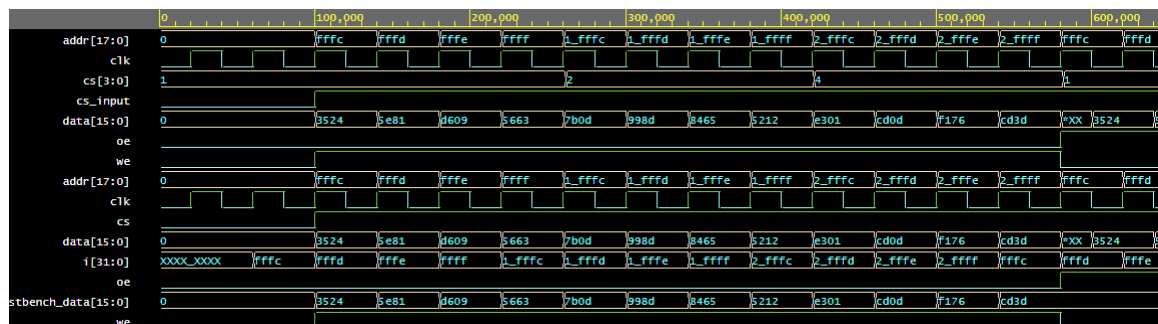 0 100,000 200,000 300,000 400,000 500,000 600,000
addr[17:0] 0 fffc fffd fffe ffff 1_fffc 1_fffd 1_fffe 1_ffff 2_fffc 2_fffd 2_fffe 2_ffff fffc fffd
clk
cs[3:0] 1 2 4 1
cs_input
data[15:0] 0 3524 5e81 d609 5663 7b0d 998d 8465 5212 e301 cd0d f176 cd3d *XX 3524
oe
we
addr[17:0] 0 fffc fffd fffe ffff 1_fffc 1_fffd 1_fffe 1_ffff 2_fffc 2_fffd 2_fffe 2_ffff fffc fffd
clk
cs
data[15:0] 0 3524 5e81 d609 5663 7b0d 998d 8465 5212 e301 cd0d f176 cd3d *XX 3524
i[31:0] XXXX_XXXX fffc fffd fffe ffff 1_fffc 1_fffd 1_fffe 1_ffff 2_fffc 2_fffd 2_fffe 2_ffff fffc fffd fffe
oe
stbench_data[15:0] 0 3524 5e81 d609 5663 7b0d 998d 8465 5212 e301 cd0d f176 cd3d
we